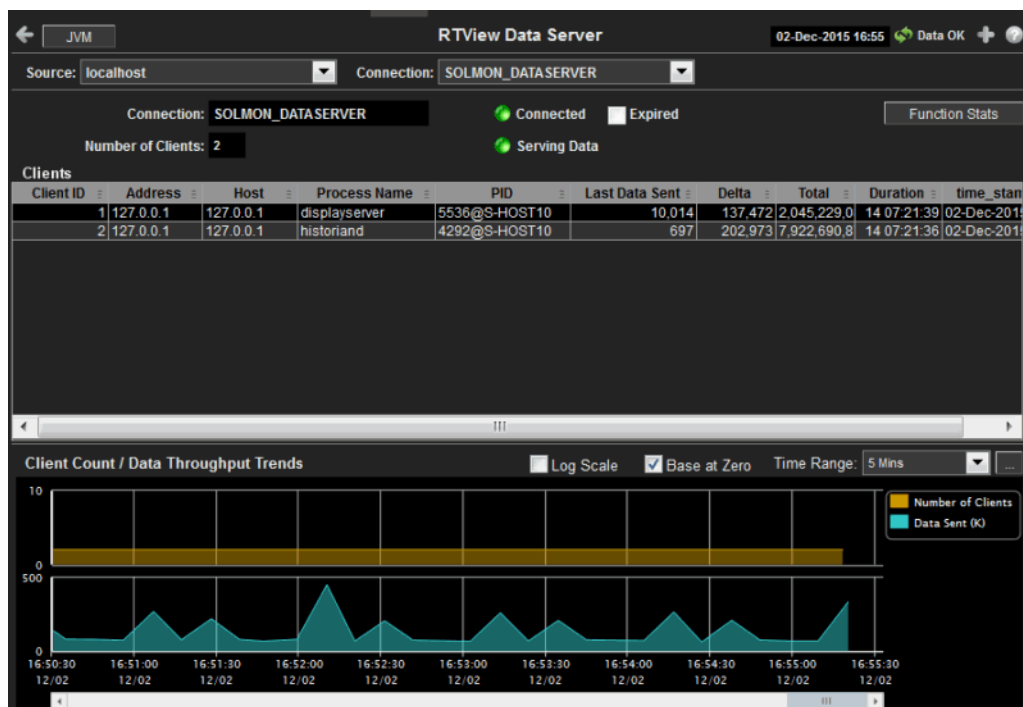 JVM RTView Data Server 02-Dec-2015 16:55 Data OK
Source: localhost Connection: SOLMON_DATASERVER
Connection: SOLMON_DATASERVER Connected Expired Function Stats
Number of Clients: 2 Serving Data
Clients
Client ID Address Host Process Name PID Last Data Sent Delta Total Duration time_stam
1 127.0.0.1 127.0.0.1 displayserver 5536@S-HOST10 10,014 137,472 2,045,229,0 14 07:21:39 02-Dec-201
2 127.0.0.1 127.0.0.1 historiand 4292@S-HOST10 697 202,973 7,922,690,8 14 07:21:36 02-Dec-201
Client Count / Data Throughput Trends Log Scale Base at Zero Time Range: 5 Mins ...
10
Number of Clients
Data Sent (K)
0
500
0
16:50:30 16:51:00 16:51:30 16:52:00 16:52:30 16:53:00 16:53:30 16:54:00 16:54:30 16:55:00 16:55:30
12/02 12/02 12/02 12/02 12/02 12/02 12/02 12/02 12/02 12/02 12/02